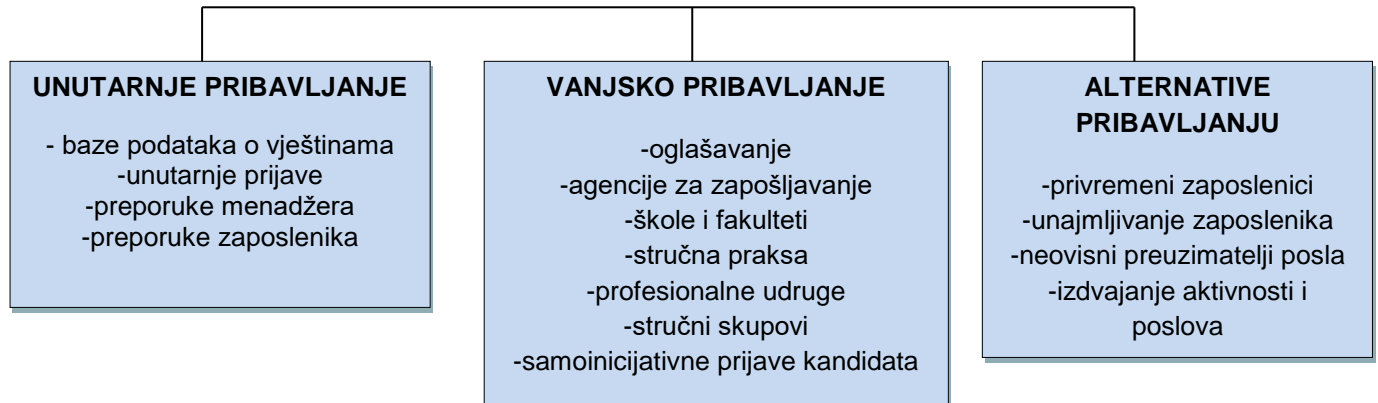 UNUTARNJE PRIBAVLJANJE
- baze podataka o vještinama
-unutarnje prijave
-preporuke menadžera
-preporuke zaposlenika
VANJSKO PRIBAVLJANJE
-oglašavanje
-agencije za zapošljavanje
-škole i fakulteti
-stručna praksa
-profesionalne udruge
-stručni skupovi
-samoinicijativne prijave kandidata
ALTERNATIVE
PRIBAVLJANJU
-privremeni zaposlenici
-unajmljivanje zaposlenika
-neovisni preuzimatelji posla
-izdvajanje aktivnosti i
poslova